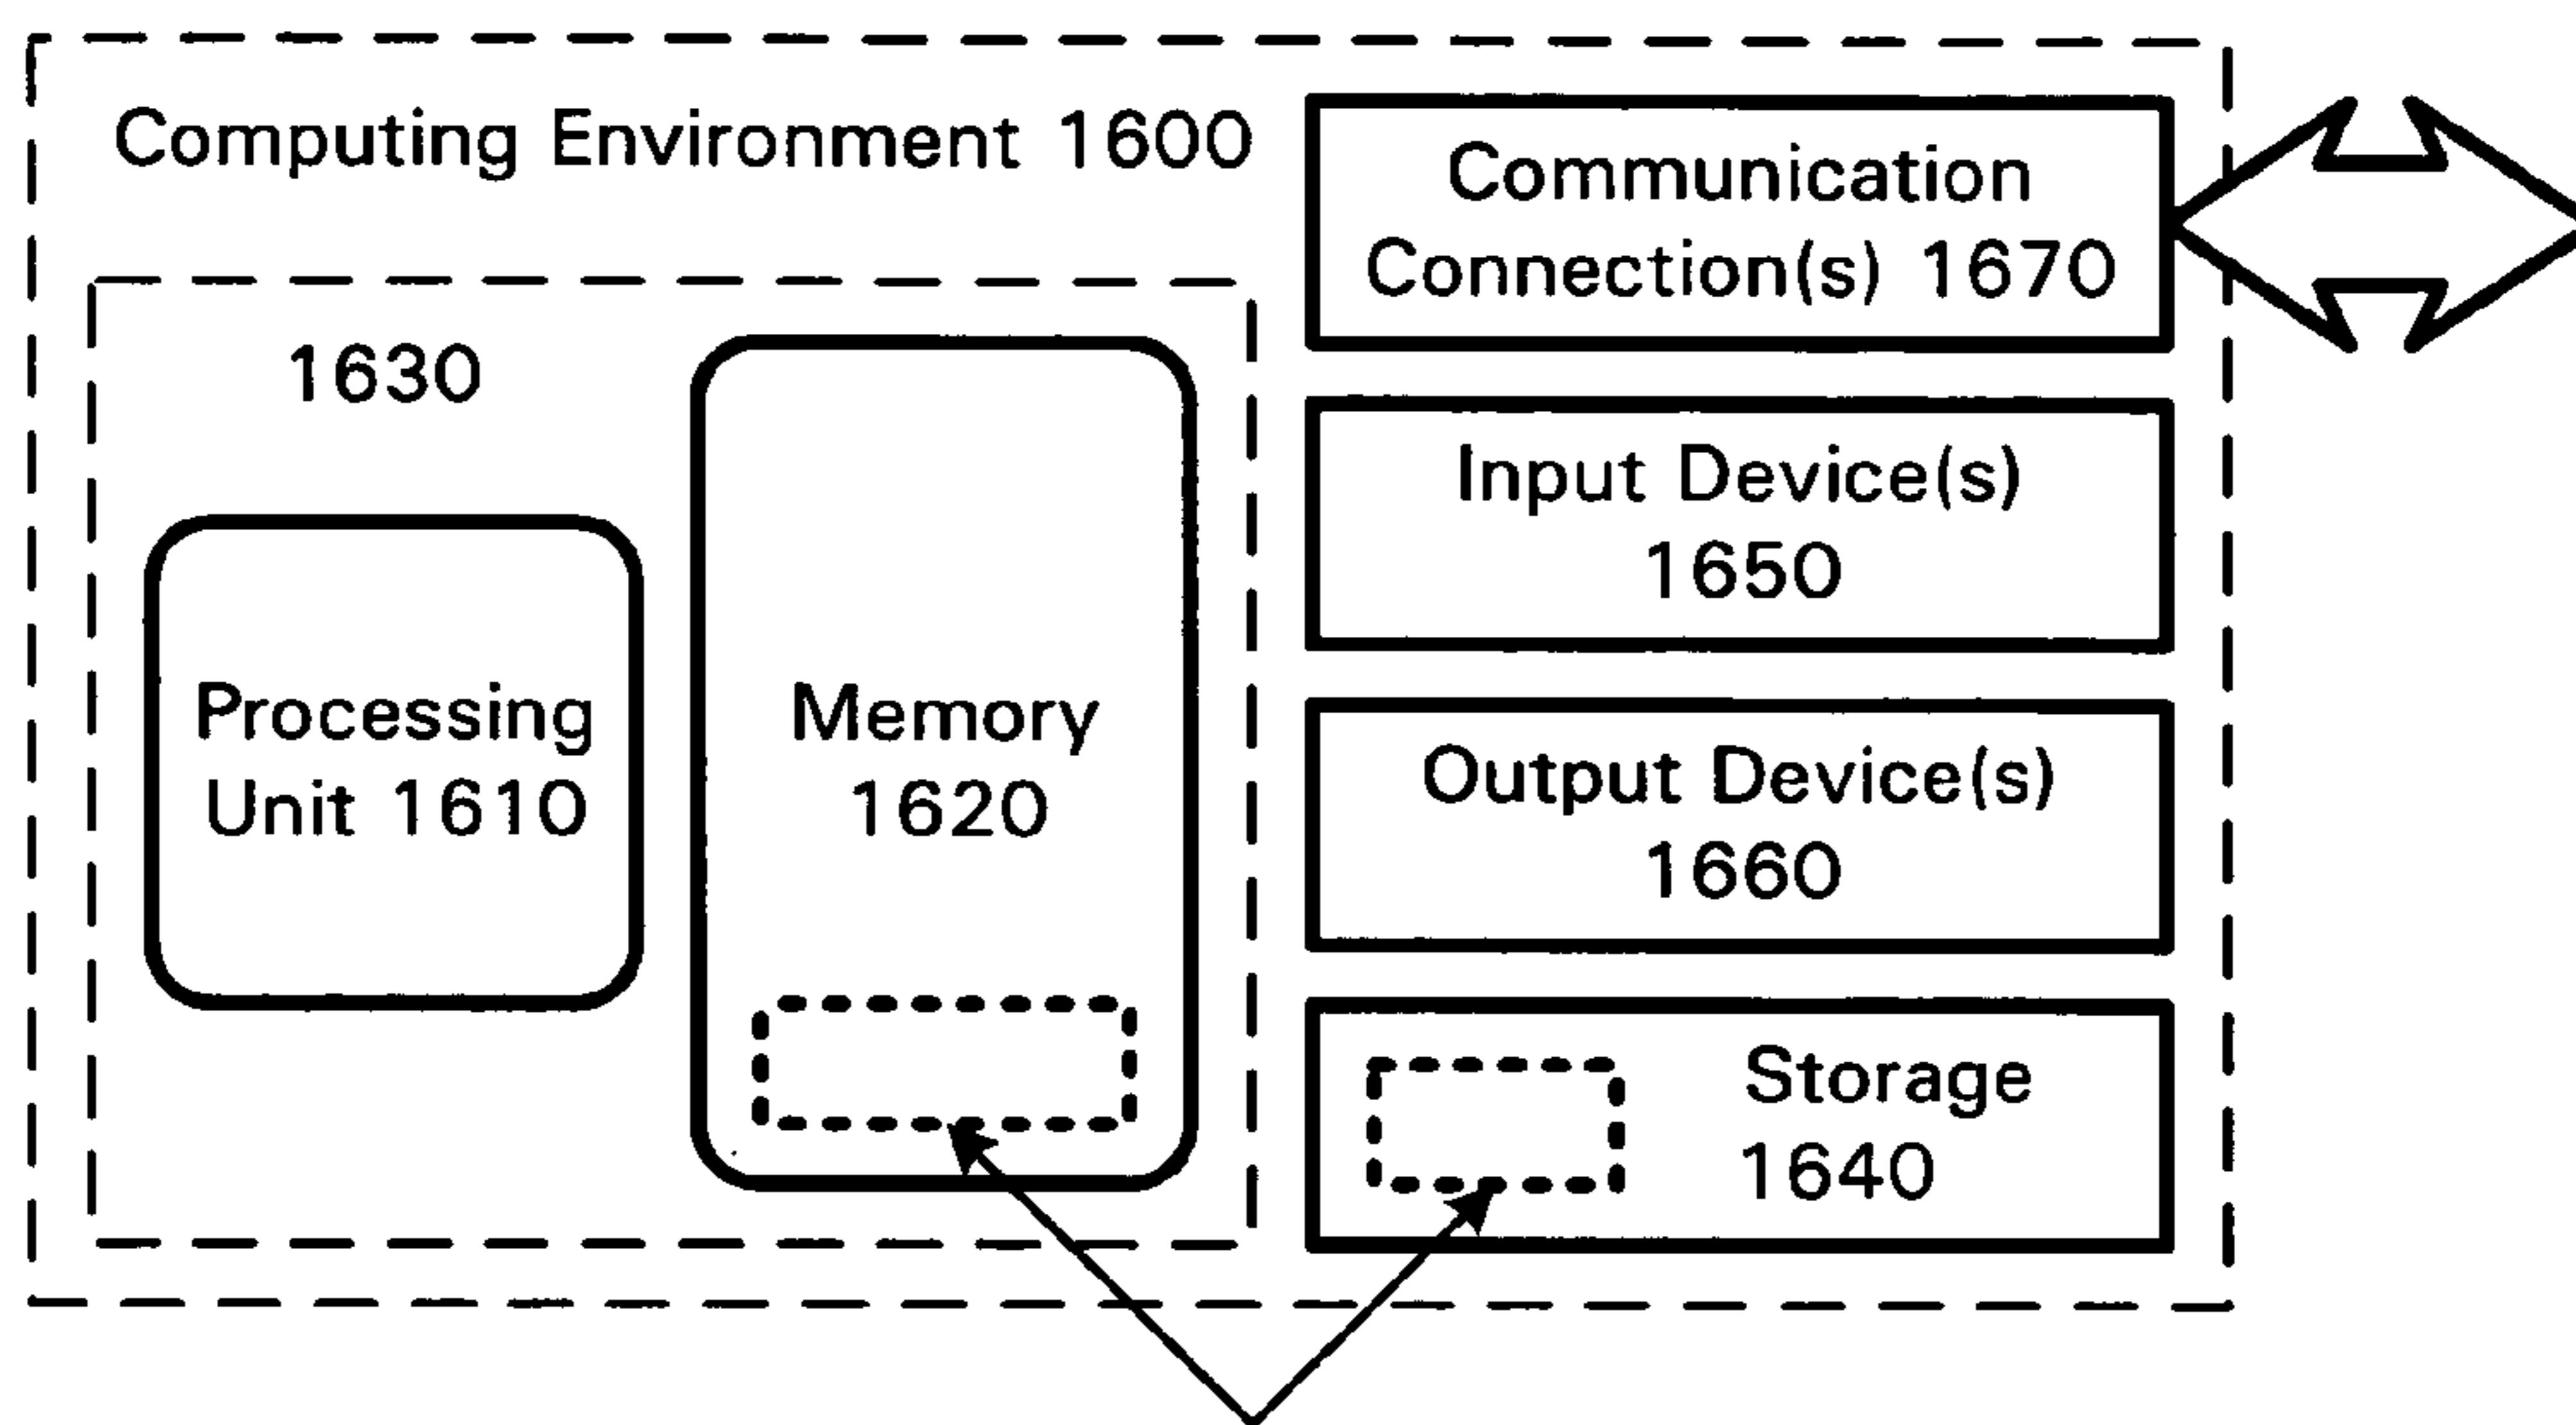 Computing Environment 1600
Communication
Connection(s) 1670
1630
Input Device(s)
1650
Processing
Unit 1610
Memory
1620
Output Device(s)
1660
Storage
1640